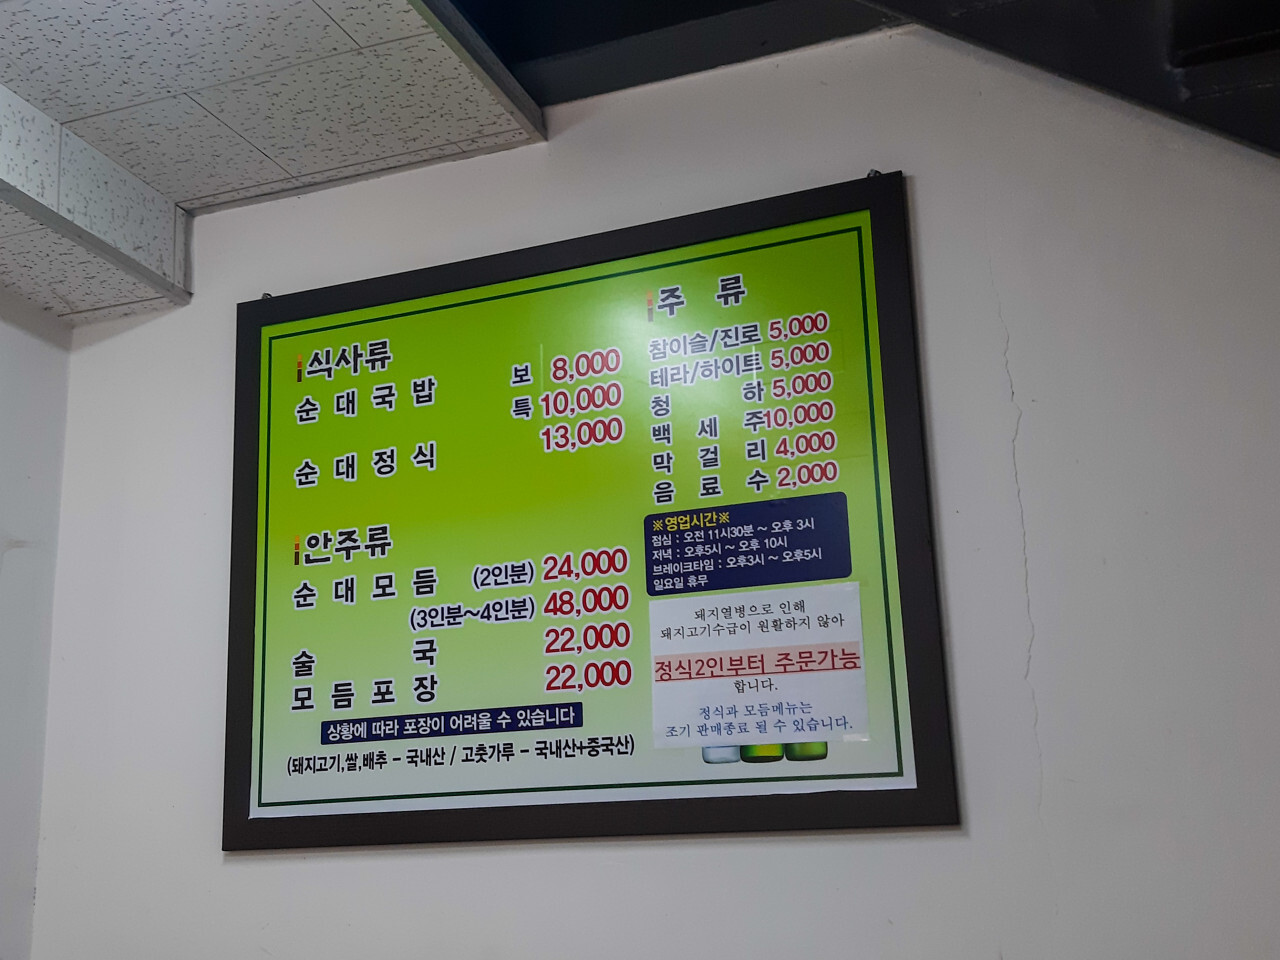 식사류
순대국밥 보 8,000
특 10,000
순대정식 13,000
안주류
순대모듬 (2인분) 24,000
(3인분~4인분) 48,000
술국 22,000
모듬포장 22,000
상황에 따라 포장이 어려울 수 있습니다
(돼지고기,쌀,배추 - 국내산 / 고춧가루 - 국내산+중국산)
주류
참이슬/진로 5,000
테라/하이트 5,000
청하 5,000
백세주 10,000
막걸리 4,000
음료수 2,000
※영업시간※
점심 : 오전 11시30분 ~ 오후 3시
저녁 : 오후5시 ~ 오후 10시
브레이크타임 : 오후3시 ~ 오후5시
일요일 휴무
돼지열병으로 인해
돼지고기수급이 원활하지 않아
정식2인부터 주문가능
합니다.
정식과 모듬메뉴는
조기 판매종료 될 수 있습니다.